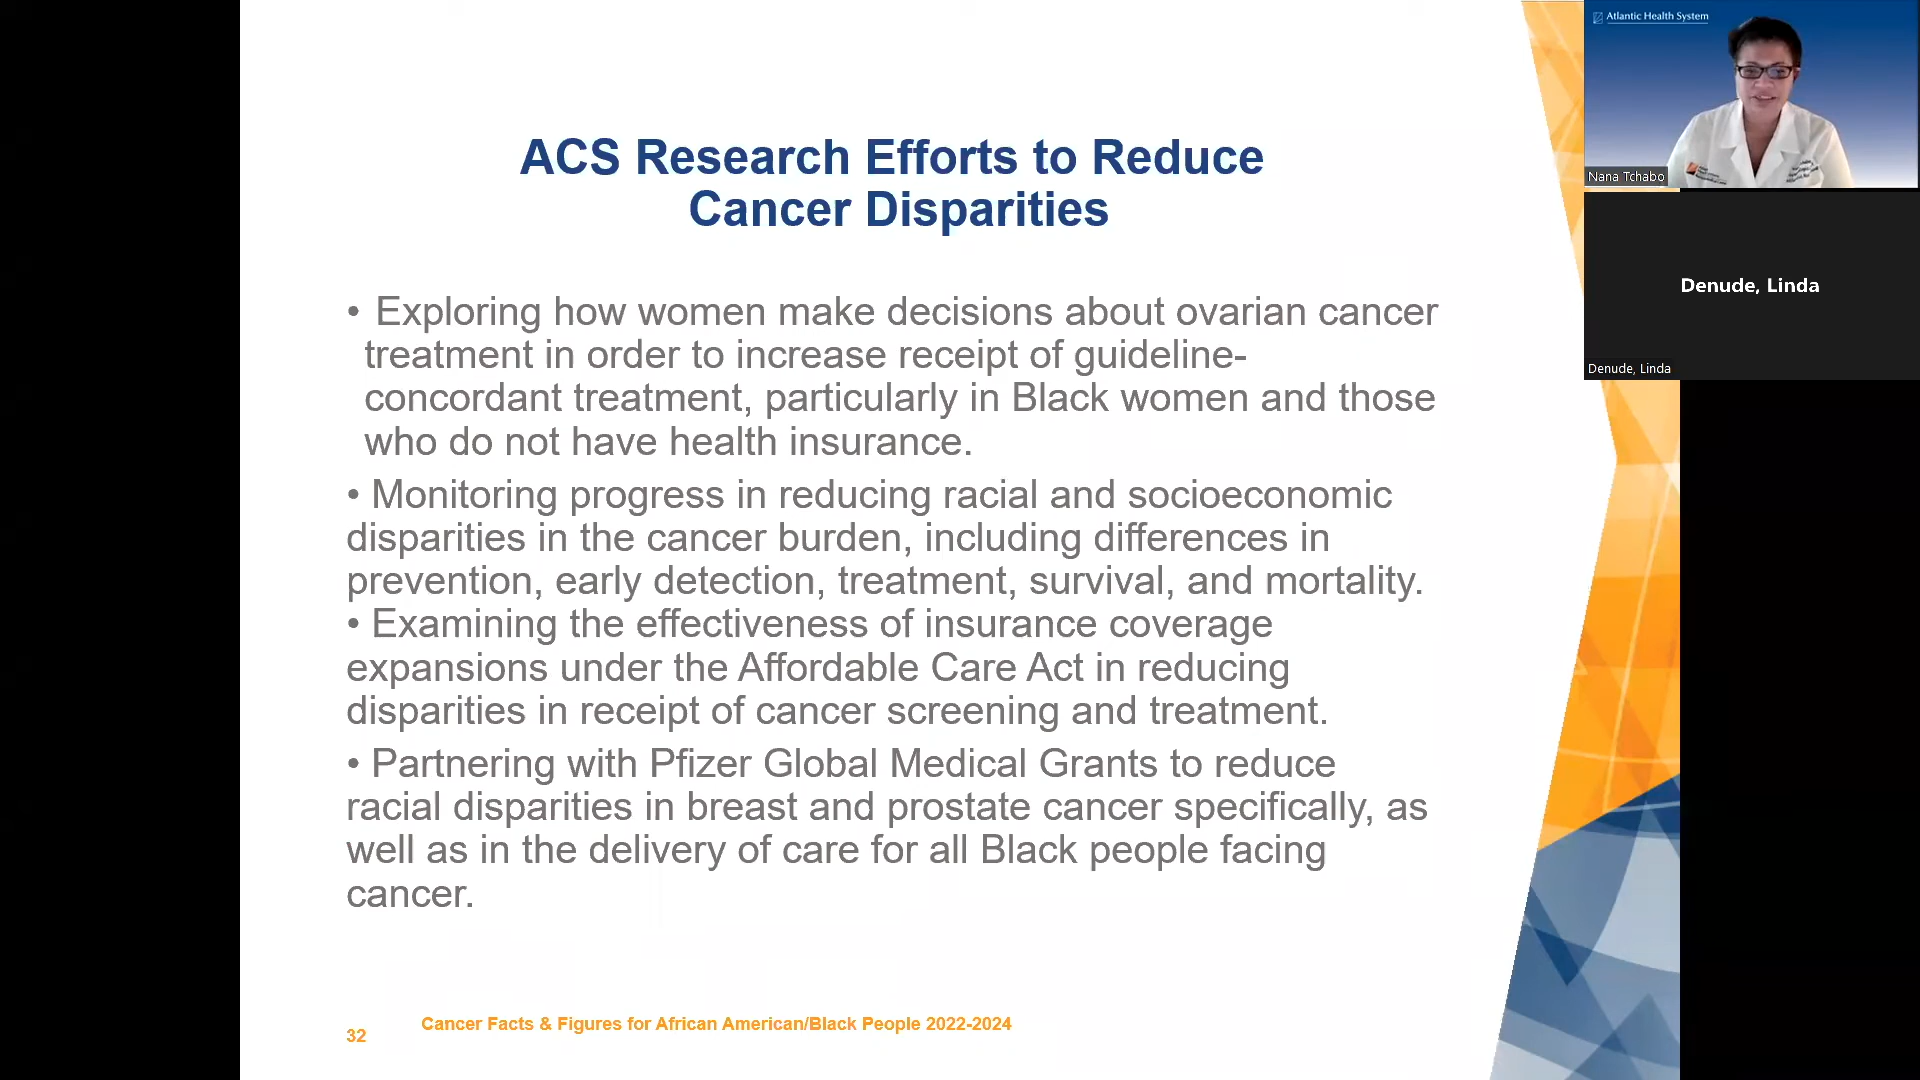 ACS Research Efforts to Reduce
Cancer Disparities
• Exploring how women make decisions about ovarian cancer
treatment in order to increase receipt of guideline-
concordant treatment, particularly in Black women and those
who do not have health insurance.
• Monitoring progress in reducing racial and socioeconomic
disparities in the cancer burden, including differences in
prevention, early detection, treatment, survival, and mortality.
• Examining the effectiveness of insurance coverage
expansions under the Affordable Care Act in reducing
disparities in receipt of cancer screening and treatment.
• Partnering with Pfizer Global Medical Grants to reduce
racial disparities in breast and prostate cancer specifically, as
well as in the delivery of care for all Black people facing
cancer.
32
Cancer Facts & Figures for African American/Black People 2022-2024
Atlantic Health System
Nana Tchabo
Denude, Linda
Denude, Linda